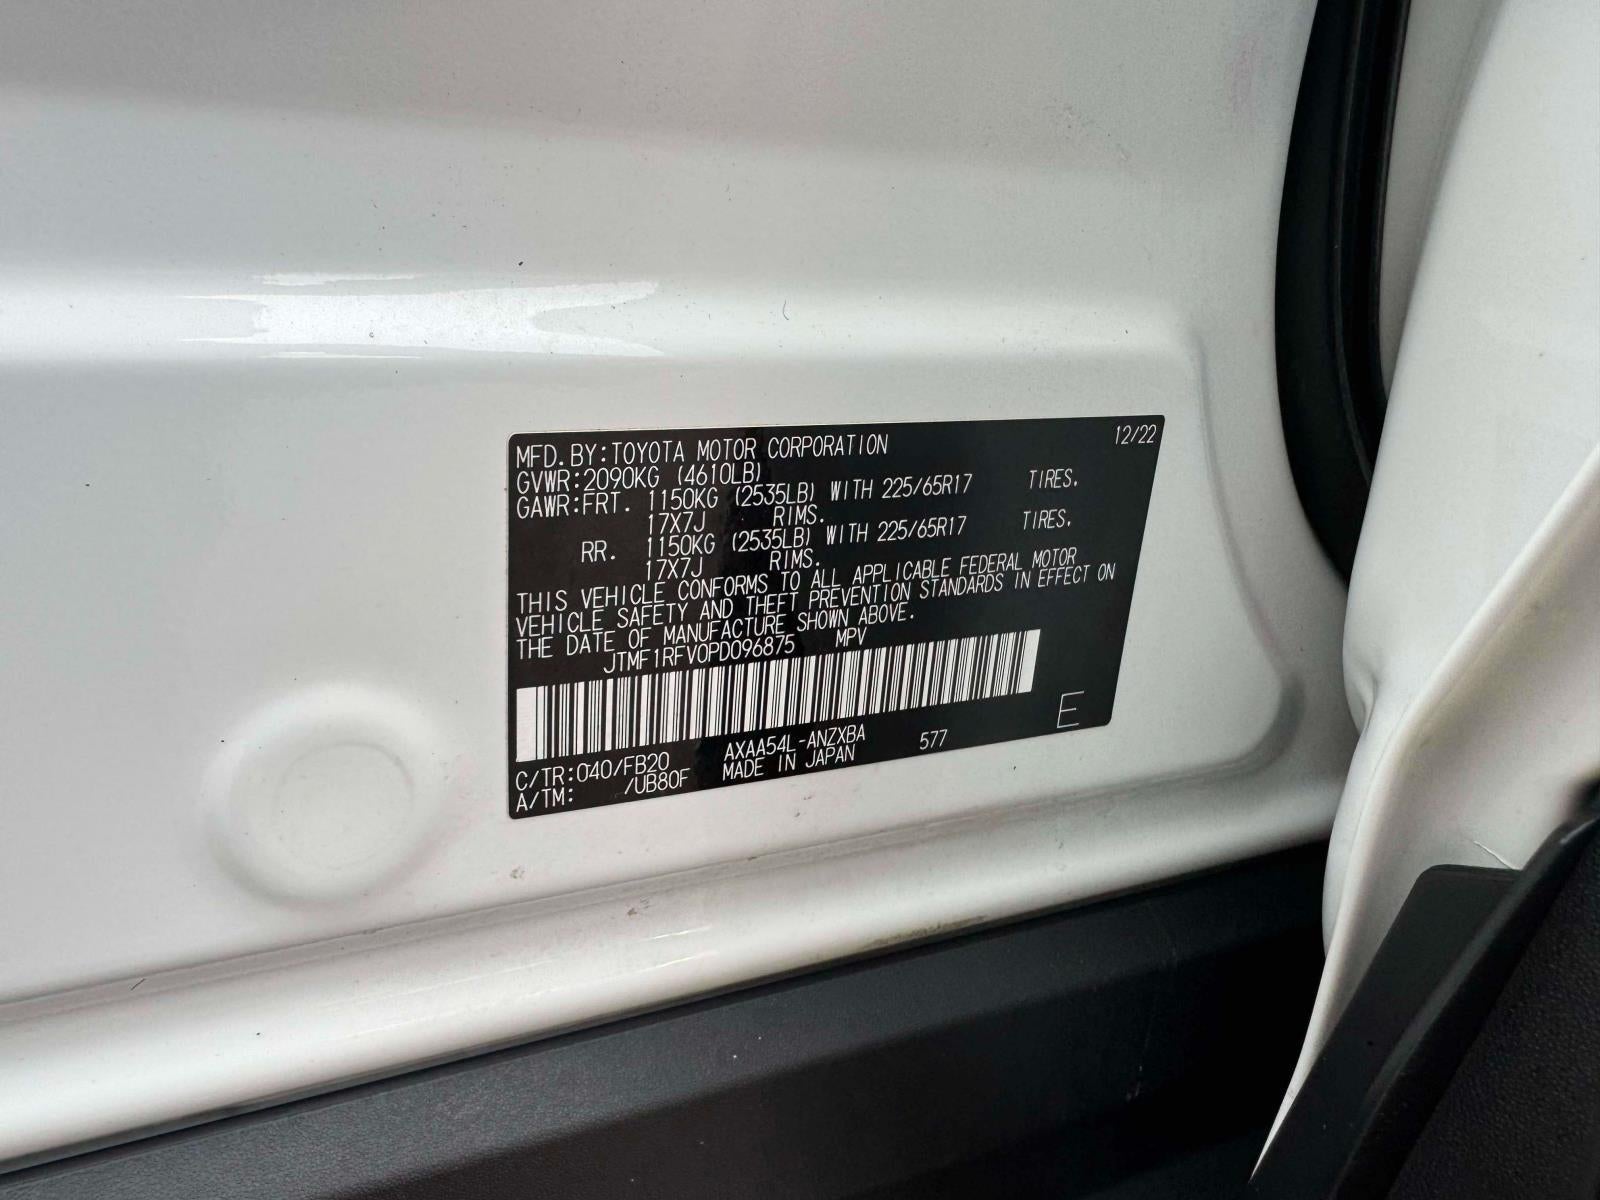 MFD.BY:TOYOTA MOTOR CORPORATION 12/22
GVWR:2090KG (4610LB)
GAWR:FRT. 1150KG (2535LB) WITH 225/65R17 TIRES.
17X7J RIMS.
RR. 1150KG (2535LB) WITH 225/65R17 TIRES.
17X7J RIMS.
THIS VEHICLE CONFORMS TO ALL APPLICABLE FEDERAL MOTOR
VEHICLE SAFETY AND THEFT PREVENTION STANDARDS IN EFFECT ON
THE DATE OF MANUFACTURE SHOWN ABOVE.
JTMF1RFV0PD096875 MPV
E
C/TR:040/FB20 AXAA54L-ANZXBA 577
A/TM: /UB80F MADE IN JAPAN